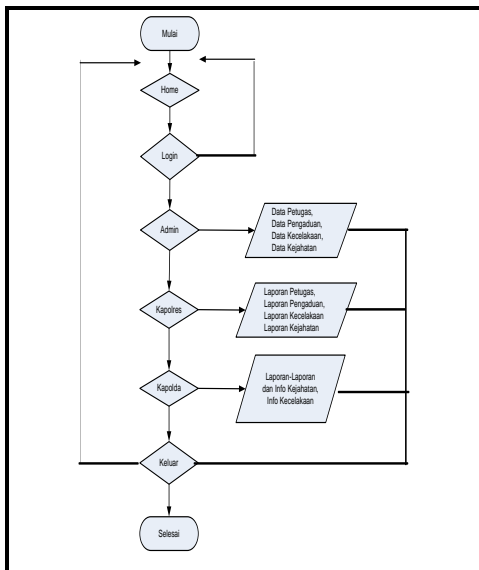 Mulai
Home
Login
Admin
Data Petugas,
Data Pengaduan,
Data Kecelakaan,
Data Kejahatan
Kapolres
Laporan Petugas,
Laporan Pengaduan,
Laporan Kecelakaan
Laporan Kejahatan
Kapolda
Laporan-Laporan
dan Info Kejahatan,
Info Kecelakaan
Keluar
Selesai